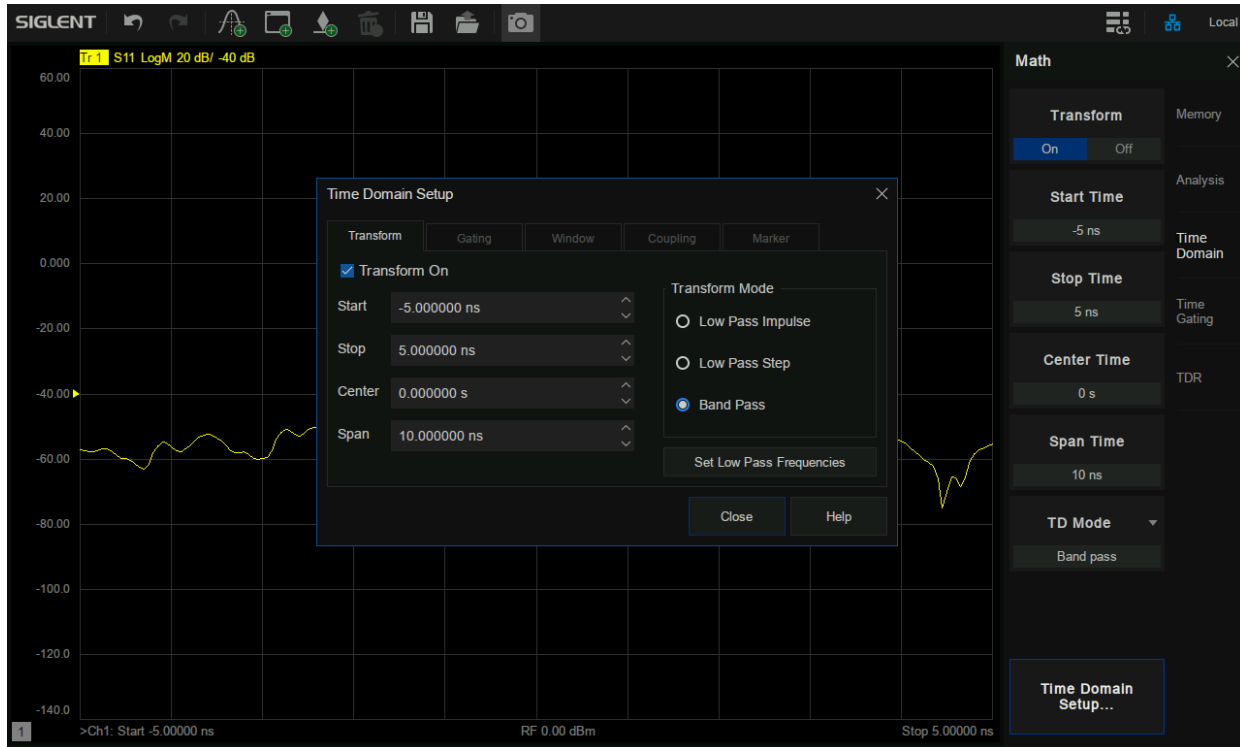 SIGLENT
Local
Tr 1 S11 LogM 20 dB/ -40 dB
60.00
40.00
20.00
0.000
-20.00
-40.00
-60.00
-80.00
-100.0
-120.0
-140.0
Time Domain Setup
Transform Gating Window Coupling Marker
Transform On
Start -5.000000 ns
Stop 5.000000 ns
Center 0.000000 s
Span 10.000000 ns
Transform Mode
Low Pass Impulse
Low Pass Step
Band Pass
Set Low Pass Frequencies
Close Help
Math
Transform
On Off
Start Time
-5 ns
Stop Time
5 ns
Center Time
0 s
Span Time
10 ns
TD Mode
Band pass
Time Domain
Setup...
Memory
Analysis
Time
Domain
Time
Gating
TDR
1 >Ch1: Start -5.00000 ns RF 0.00 dBm Stop 5.00000 ns